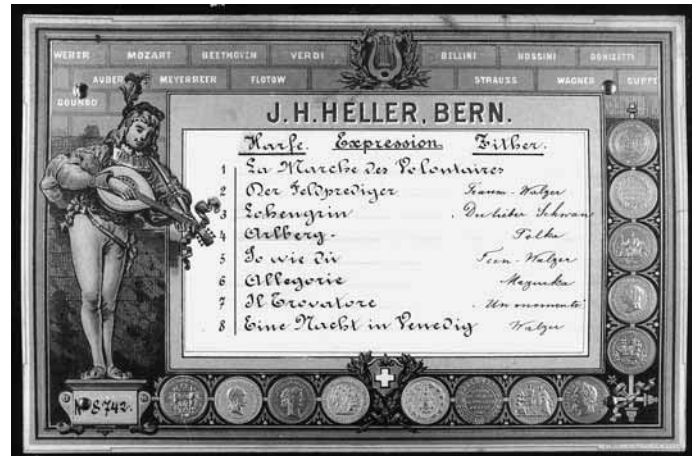 WEBER MOZART BEETHOVEN VERDI BELLINI ROSSINI DONIZETTI
AUBER MEYERBEER FLOTOW STRAUSS WAGNER SUPPE
GOUNOD
J. H. HELLER, BERN.
Harfe. Expression. Zither.
1 La Marche des Volontaires
2 Der Feldprediger Traum-Walzer
3 Lohengrin Du lieber Schwan
4 Arlberg - Polka
5 So wie du Feen-Walzer
6 Allegorie Mazurka
7 Il Trovatore Un momento
8 Eine Nacht in Venedig Walzer
No 8742.